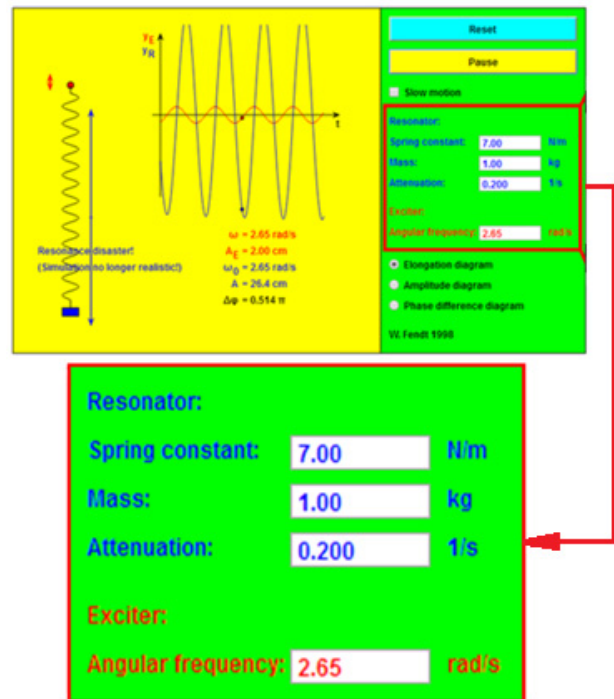 Reset
Pause
Slow motion
Resonator:
Spring constant: 7.00 N/m
Mass: 1.00 kg
Attenuation: 0.200 1/s
Exciter:
Angular frequency: 2.65 rad/s
Elongation diagram
Amplitude diagram
Phase difference diagram
W. Fendt 1998
y_E
y_R
t
Resonance disaster!
(Simulation no longer realistic!)
ω = 2.65 rad/s
A_E = 2.00 cm
ω_0 = 2.65 rad/s
A = 26.4 cm
Δφ = 0.514 π
Resonator:
Spring constant: 7.00 N/m
Mass: 1.00 kg
Attenuation: 0.200 1/s
Exciter:
Angular frequency: 2.65 rad/s